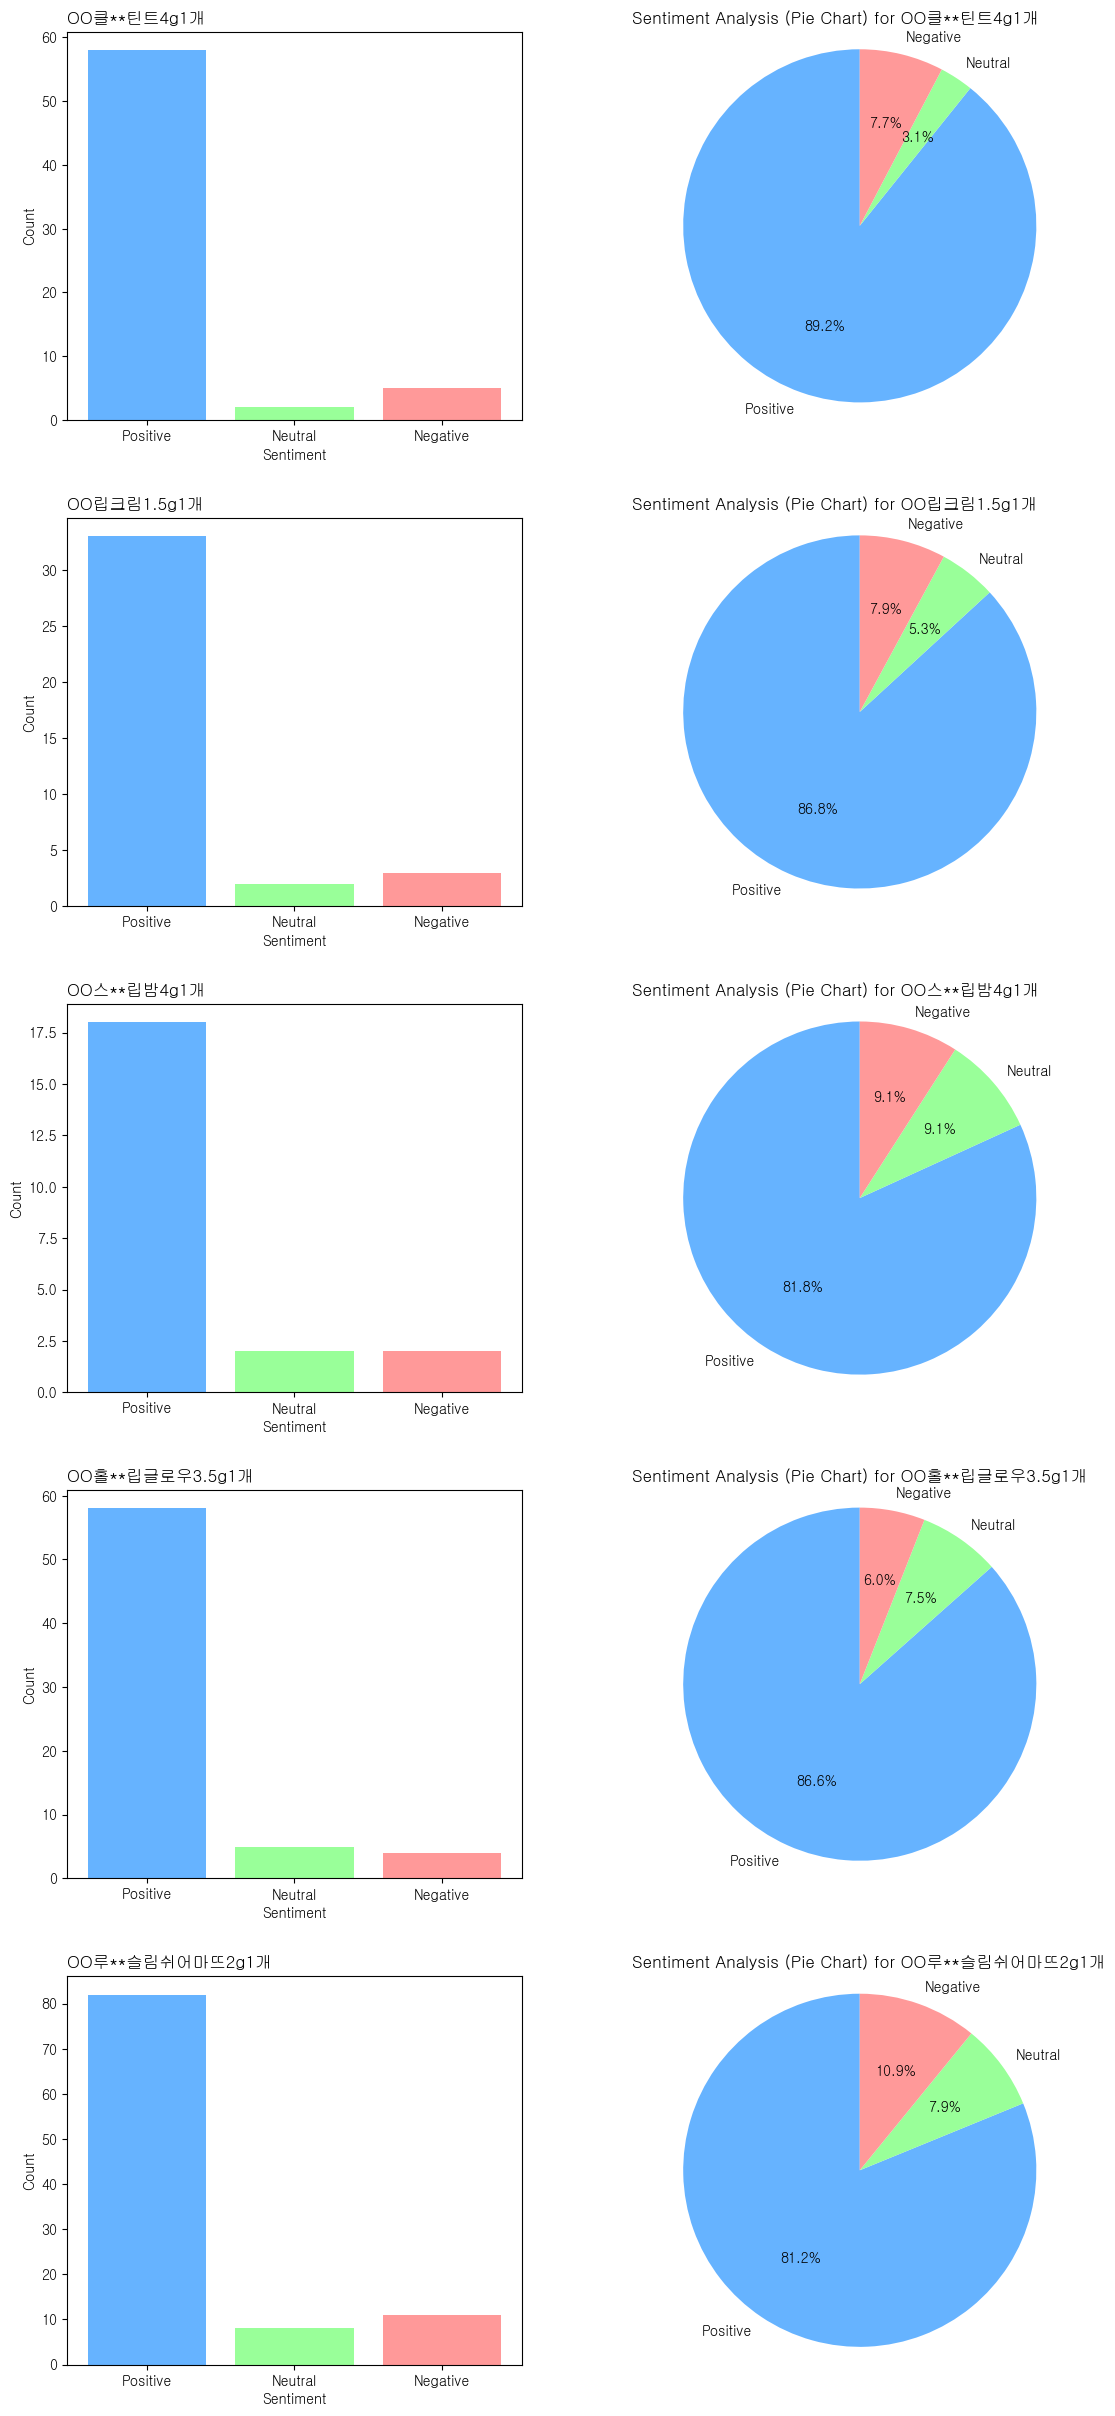 OO클**틴트4g1개
60
50
40
30
20
10
0
Count
Positive
Neutral
Negative
Sentiment
Sentiment Analysis (Pie Chart) for OO클**틴트4g1개
Negative
Neutral
7.7%
3.1%
89.2%
Positive
OO립크림1.5g1개
30
25
20
15
10
5
0
Count
Positive
Neutral
Negative
Sentiment
Sentiment Analysis (Pie Chart) for OO립크림1.5g1개
Negative
Neutral
7.9%
5.3%
86.8%
Positive
OO스**립밤4g1개
17.5
15.0
12.5
10.0
7.5
5.0
2.5
0.0
Count
Positive
Neutral
Negative
Sentiment
Sentiment Analysis (Pie Chart) for OO스**립밤4g1개
Negative
Neutral
9.1%
9.1%
81.8%
Positive
OO홀**립글로우3.5g1개
60
50
40
30
20
10
0
Count
Positive
Neutral
Negative
Sentiment
Sentiment Analysis (Pie Chart) for OO홀**립글로우3.5g1개
Negative
Neutral
6.0%
7.5%
86.6%
Positive
OO루**슬림쉬어마뜨2g1개
80
70
60
50
40
30
20
10
0
Count
Positive
Neutral
Negative
Sentiment
Sentiment Analysis (Pie Chart) for OO루**슬림쉬어마뜨2g1개
Negative
Neutral
10.9%
7.9%
81.2%
Positive